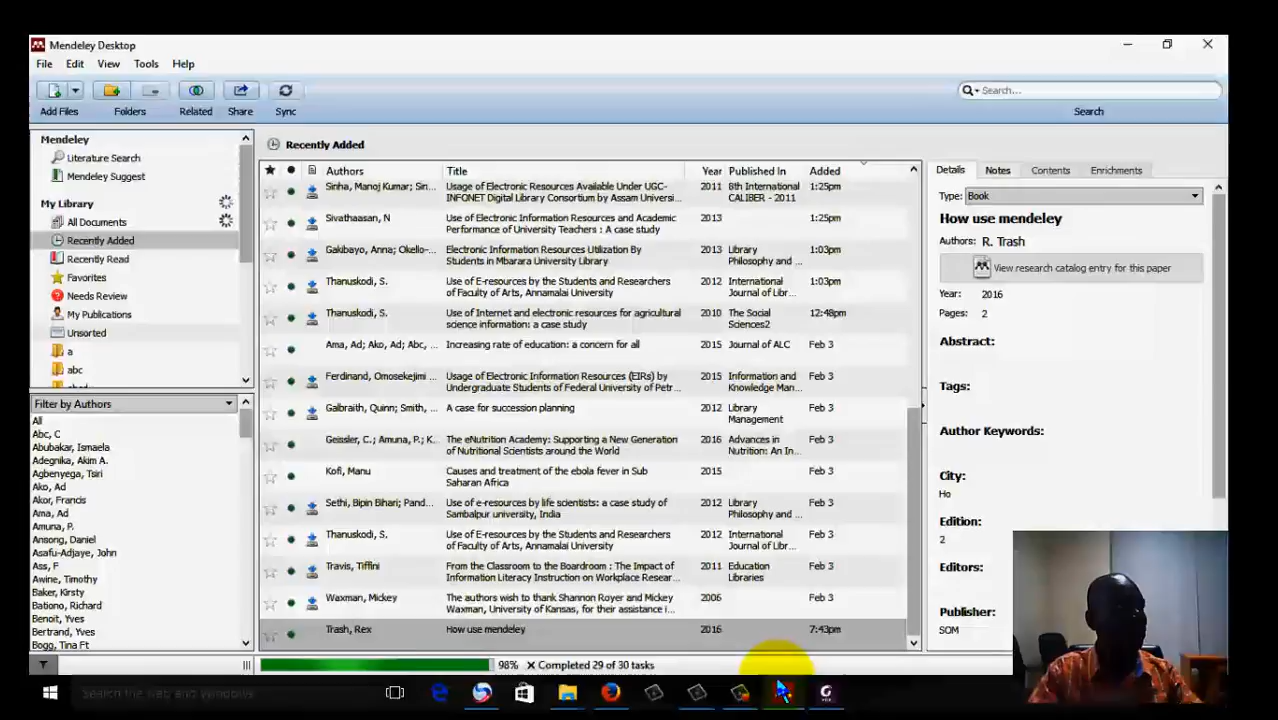 Mendeley Desktop
File Edit View Tools Help
Search...
Add Files Folders Related Share Sync Search
Mendeley
Literature Search
Mendeley Suggest
My Library
All Documents
Recently Added
Recently Read
Favorites
Needs Review
My Publications
Unsorted
a
abc
Filter by Authors
All
Abc, C
Abubakar, Ismaela
Adegnika, Akim A.
Agbenyega, Tsiri
Ako, Ad
Akor, Francis
Ama, Ad
Amuna, P.
Ansong, Daniel
Asafu-Adjaye, John
Ass, F
Awine, Timothy
Baker, Kirsty
Bationo, Richard
Benoit, Yves
Bertrand, Yves
Bogg, Tina Ft
Recently Added
Authors Title Year Published In Added
Sinha, Manoj Kumar; Sin... Usage of Electronic Resources Available Under UGC- 2011 8th International 1:25pm
INFONET Digital Library Consortium by Assam Universi... CALIBER - 2011
Sivathaasan, N Use of Electronic Information Resources and Academic 2013 1:25pm
Performance of University Teachers : A case study
Gakibayo, Anna; Okello-... Electronic Information Resources Utilization By 2013 Library 1:03pm
Students in Mbarara University Library Philosophy and ...
Thanuskodi, S. Use of E-resources by the Students and Researchers 2012 International 1:03pm
of Faculty of Arts, Annamalai University Journal of Libr...
Thanuskodi, S. Use of Internet and electronic resources for agricultural 2010 The Social 12:48pm
science information: a case study Sciences2
Ama, Ad; Ako, Ad; Abc, ... Increasing rate of education: a concern for all 2015 Journal of ALC Feb 3
Ferdinand, Omosekejimi ... Usage of Electronic Information Resources (EIRs) by 2015 Information and Feb 3
Undergraduate Students of Federal University of Petr... Knowledge Man...
Galbraith, Quinn; Smith, ... A case for succession planning 2012 Library Feb 3
Management
Geissler, C.; Amuna, P.; K... The eNutrition Academy: Supporting a New Generation 2016 Advances in Feb 3
of Nutritional Scientists around the World Nutrition: An In...
Kofi, Manu Causes and treatment of the ebola fever in Sub 2015 Feb 3
Saharan Africa
Sethi, Bipin Bihari; Pand... Use of e-resources by life scientists: a case study of 2012 Library Feb 3
Sambalpur university, India Philosophy and ...
Thanuskodi, S. Use of E-resources by the Students and Researchers 2012 International Feb 3
of Faculty of Arts, Annamalai University Journal of Libr...
Travis, Tiffini From the Classroom to the Boardroom : The Impact of 2011 Education Feb 3
Information Literacy Instruction on Workplace Resear... Libraries
Waxman, Mickey The authors wish to thank Shannon Royer and Mickey 2006 Feb 3
Waxman, University of Kansas, for their assistance i...
Trash, Rex How use mendeley 2016 7:43pm
98% Completed 29 of 30 tasks
Details Notes Contents Enrichments
Type: Book
How use mendeley
Authors: R. Trash
View research catalog entry for this paper
Year: 2016
Pages: 2
Abstract:
Tags:
Author Keywords:
City:
Ho
Edition:
2
Editors:
Publisher:
SOM
Search the web and Windows